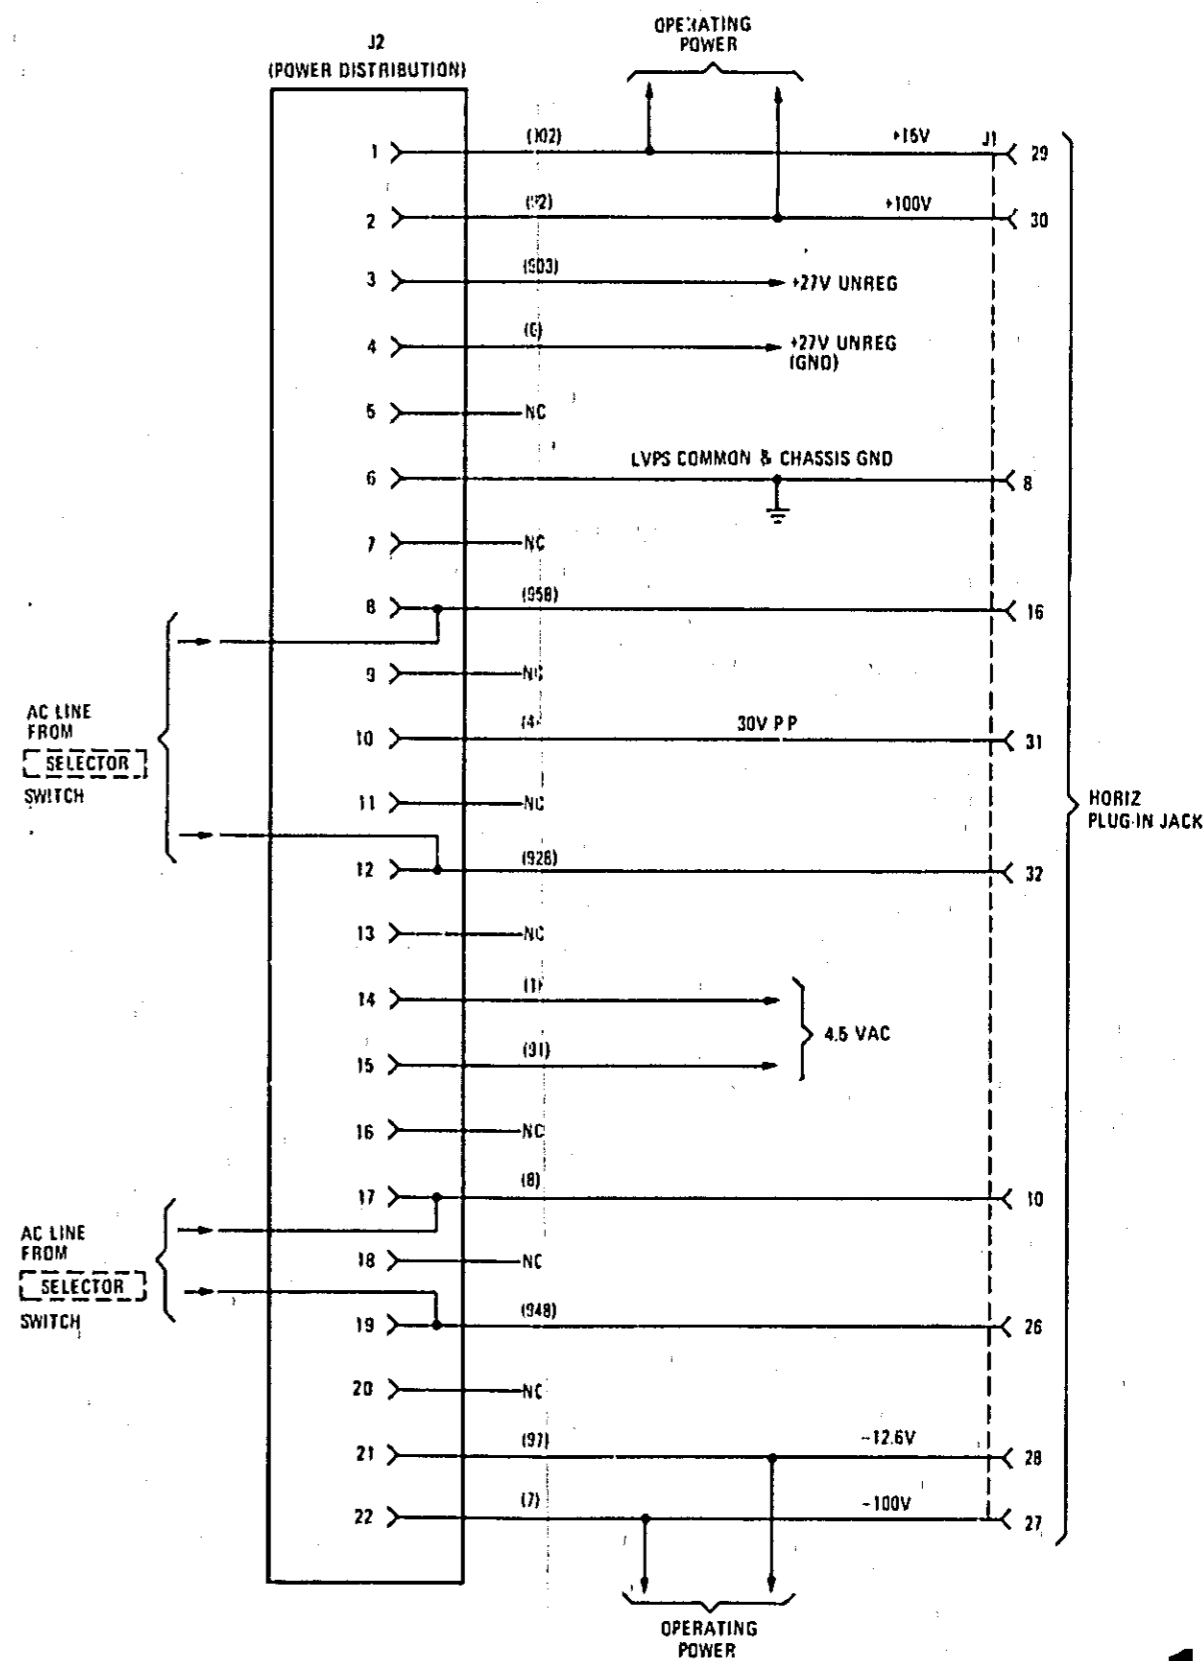 OPERATING
POWER
J2
(POWER DISTRIBUTION)
1 (902) +15V J1 29
2 (92) +100V 30
3 (903) +27V UNREG
4 +27V UNREG
(GND)
5 NC
LVPS COMMON & CHASSIS GND
6 8
7 NC
8 (958) 16
9 NC
10 (4) 30V P P 31
11 NC
12 (928) 32
13 NC
14 (1)
4.5 VAC
15 (91)
16 NC
17 (8) 10
18 NC
19 (948) 26
20 NC
21 (97) -12.6V 28
22 (7) -100V 27
AC LINE
FROM
SELECTOR
SWITCH
HORIZ
PLUG-IN JACK
AC LINE
FROM
SELECTOR
SWITCH
OPERATING
POWER